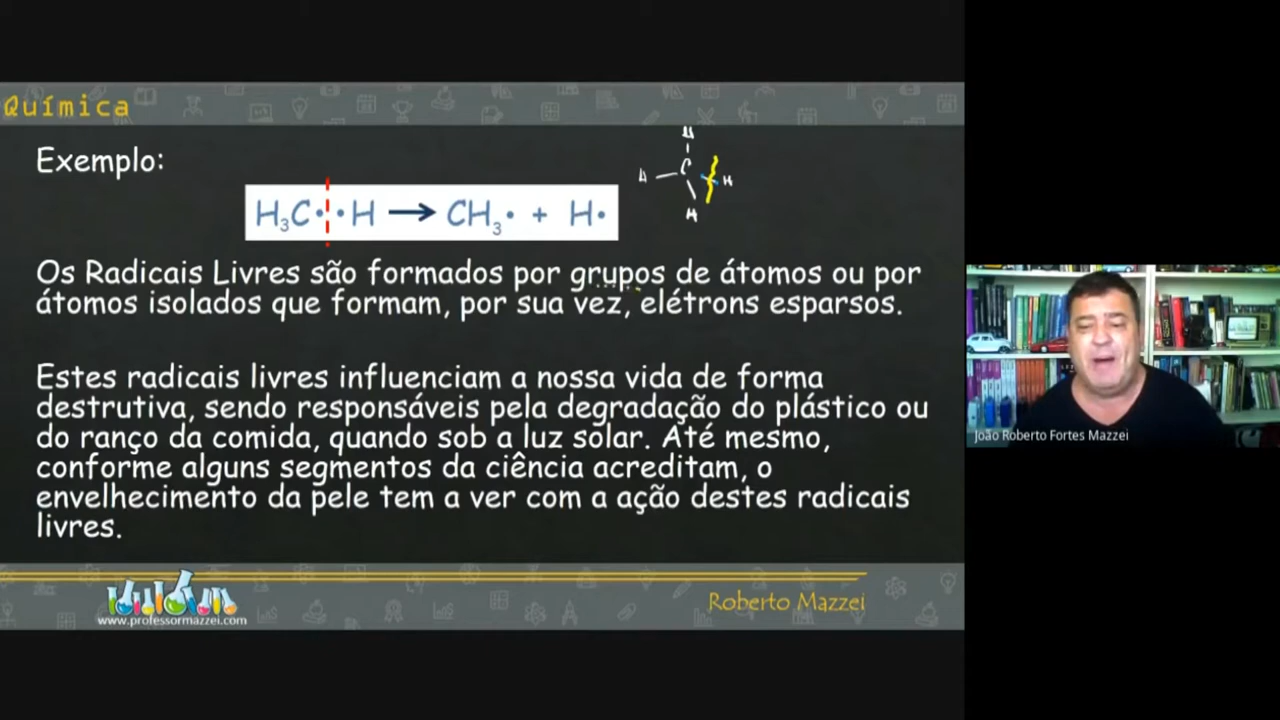 Química
Exemplo:
H₃C• •H → CH₃• + H•
H
H C H
H
Os Radicais Livres são formados por grupos de átomos ou por
átomos isolados que formam, por sua vez, elétrons esparsos.
Estes radicais livres influenciam a nossa vida de forma
destrutiva, sendo responsáveis pela degradação do plástico ou
do ranço da comida, quando sob a luz solar. Até mesmo,
conforme alguns segmentos da ciência acreditam, o
envelhecimento da pele tem a ver com a ação destes radicais
livres.
João Roberto Fortes Mazzei
Roberto Mazzei
www.professormazzei.com